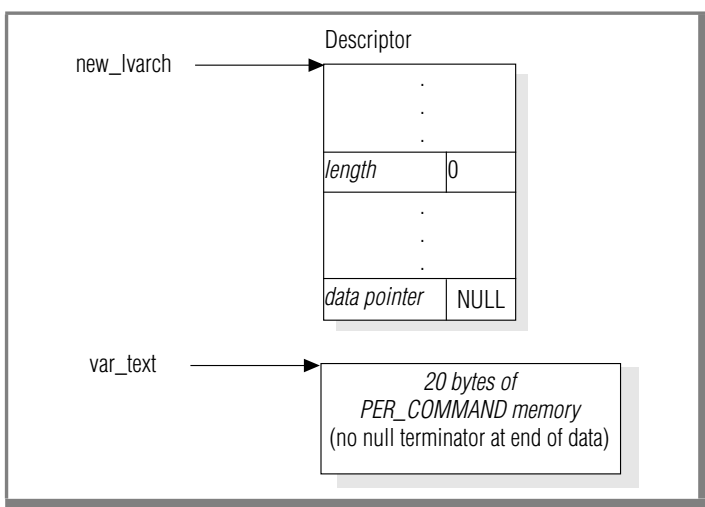 Descriptor
new_lvarch
.
.
.
length 0
.
.
.
data pointer NULL
var_text
20 bytes of
PER_COMMAND memory
(no null terminator at end of data)